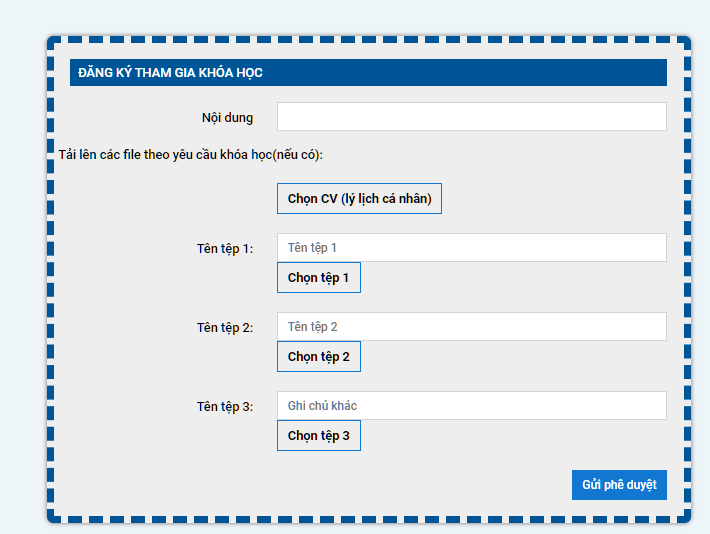 ĐĂNG KÝ THAM GIA KHÓA HỌC
Nội dung
Tải lên các file theo yêu cầu khóa học(nếu có):
Chọn CV (lý lịch cá nhân)
Tên tệp 1: Tên tệp 1
Chọn tệp 1
Tên tệp 2: Tên tệp 2
Chọn tệp 2
Tên tệp 3: Ghi chú khác
Chọn tệp 3
Gửi phê duyệt